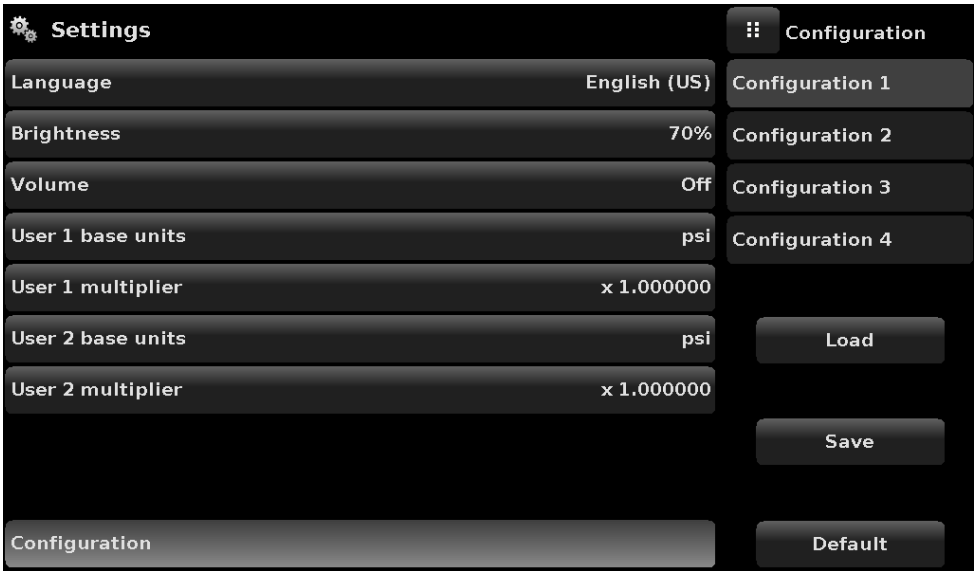 Settings
Language English (US)
Brightness 70%
Volume Off
User 1 base units psi
User 1 multiplier x 1.000000
User 2 base units psi
User 2 multiplier x 1.000000
Configuration
Configuration
Configuration 1
Configuration 2
Configuration 3
Configuration 4
Load
Save
Default